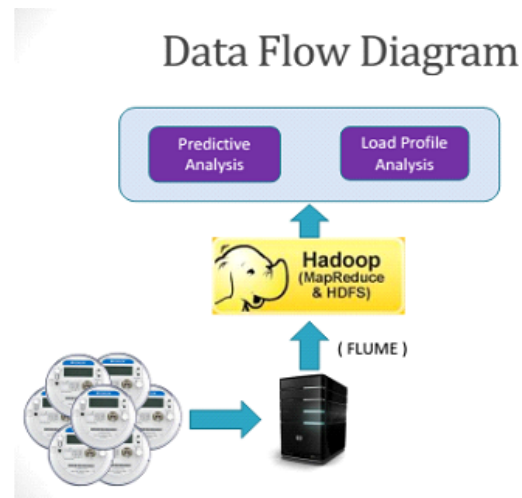 Data Flow Diagram
Predictive
Analysis
Load Profile
Analysis
Hadoop
(MapReduce
& HDFS)
( FLUME )